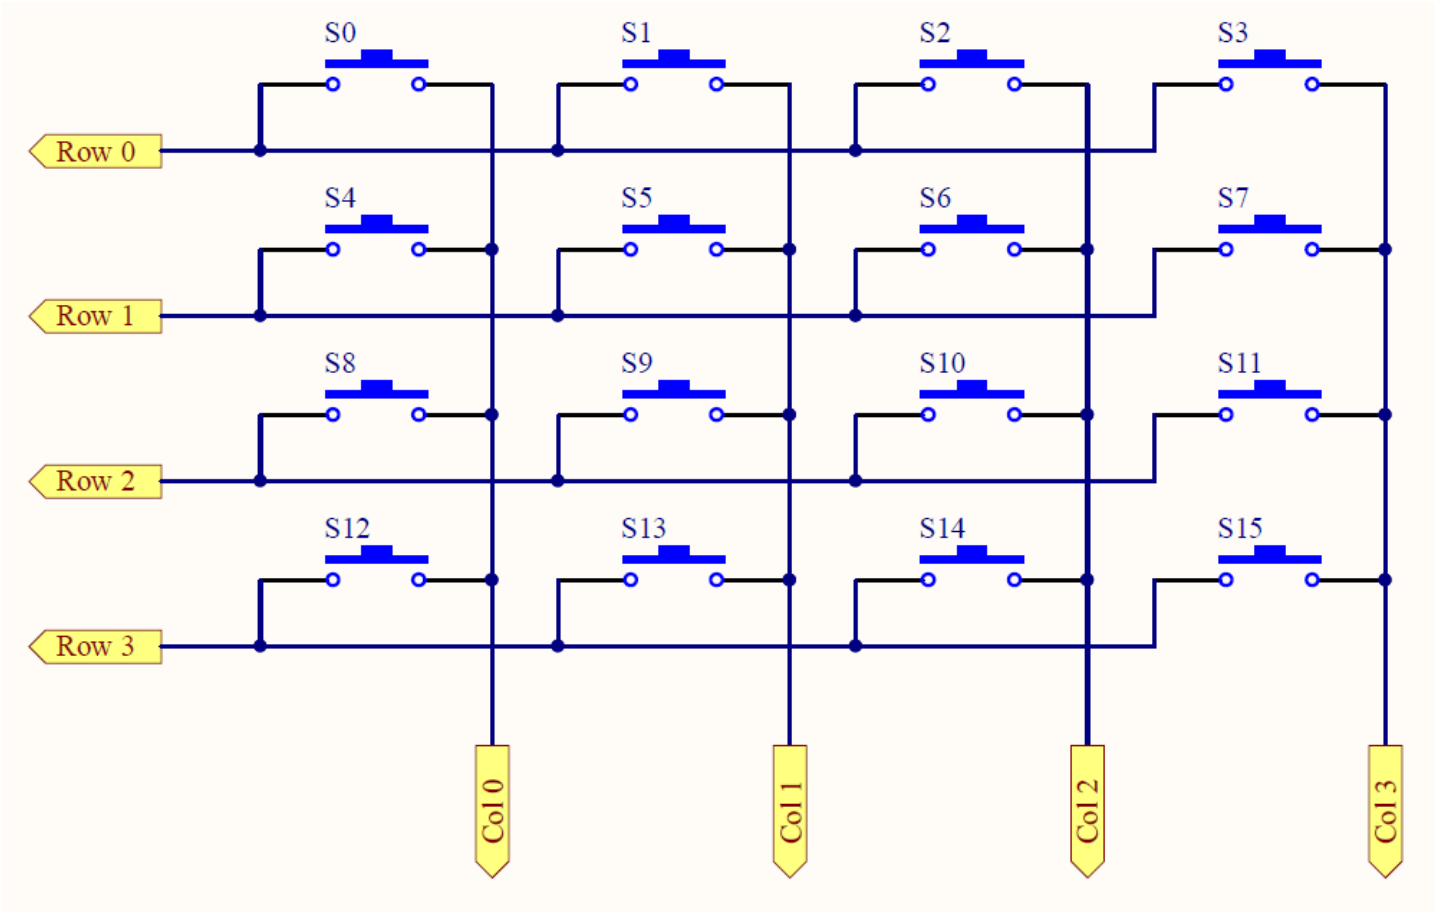 S0 S1 S2 S3
Row 0
S4 S5 S6 S7
Row 1
S8 S9 S10 S11
Row 2
S12 S13 S14 S15
Row 3
Col 0
Col 1
Col 2
Col 3